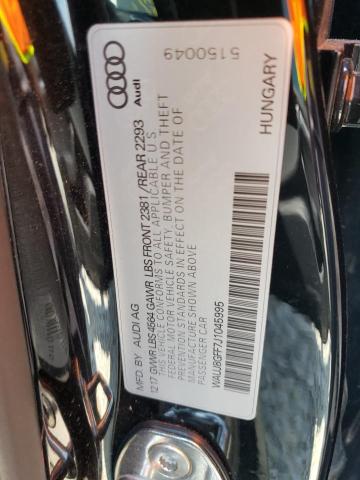 Audi
5150049
HUNGARY
MFD. BY AUDI AG
12.17 GVWR LBS 4564 GAWR LBS FRONT 2381 / REAR 2293
THIS VEHICLE CONFORMS TO ALL APPLICABLE U.S.
FEDERAL MOTOR VEHICLE SAFETY, BUMPER AND THEFT
PREVENTION STANDARDS IN EFFECT ON THE DATE OF
MANUFACTURE SHOWN ABOVE
PASSENGER CAR
WAUJ8GFF7J1045995